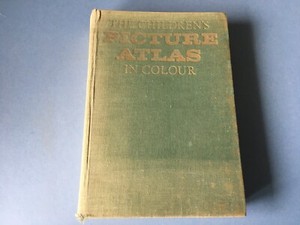 THE CHILDREN'S
PICTURE
ATLAS
IN COLOUR